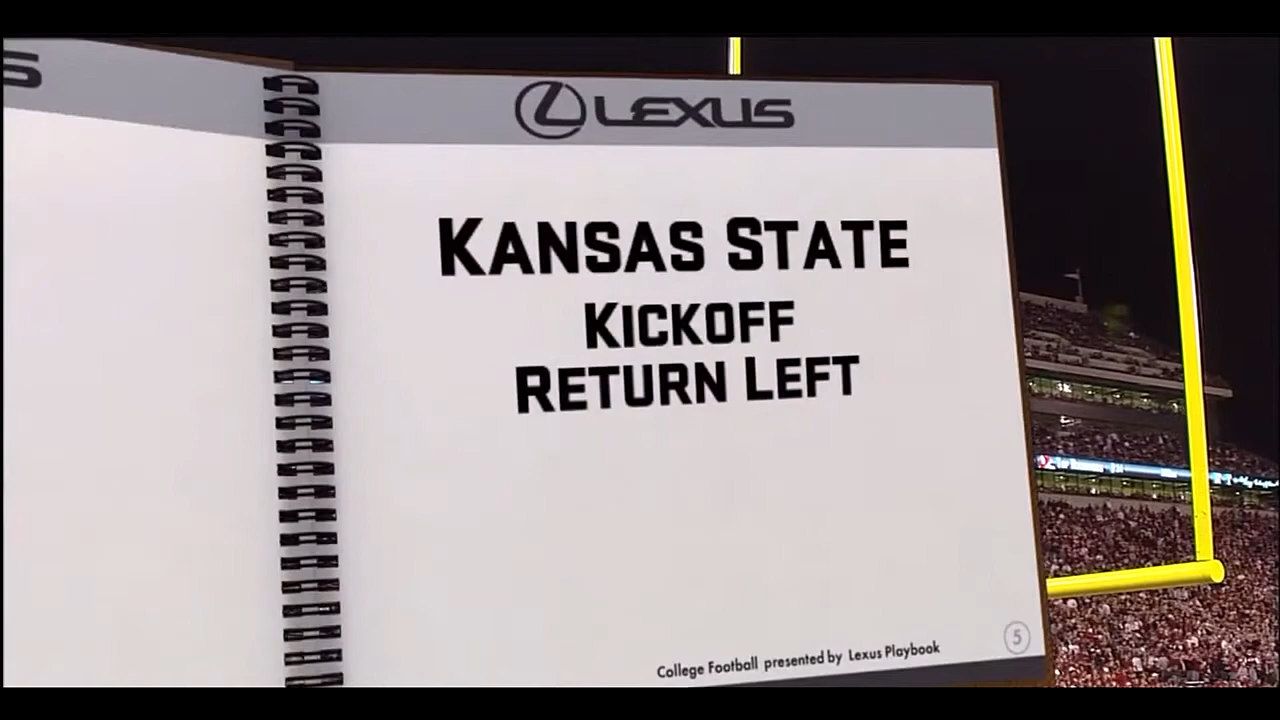 S
LEXUS
KANSAS STATE
KICKOFF
RETURN LEFT
5
College Football presented by Lexus Playbook